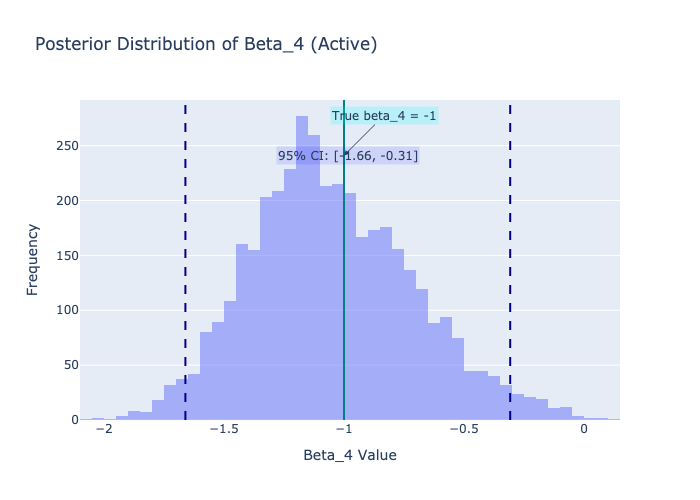 Posterior Distribution of Beta_4 (Active)
True beta_4 = -1
95% CI: [-1.66, -0.31]
250
200
150
100
50
0
Frequency
−2
−1.5
−1
−0.5
0
Beta_4 Value